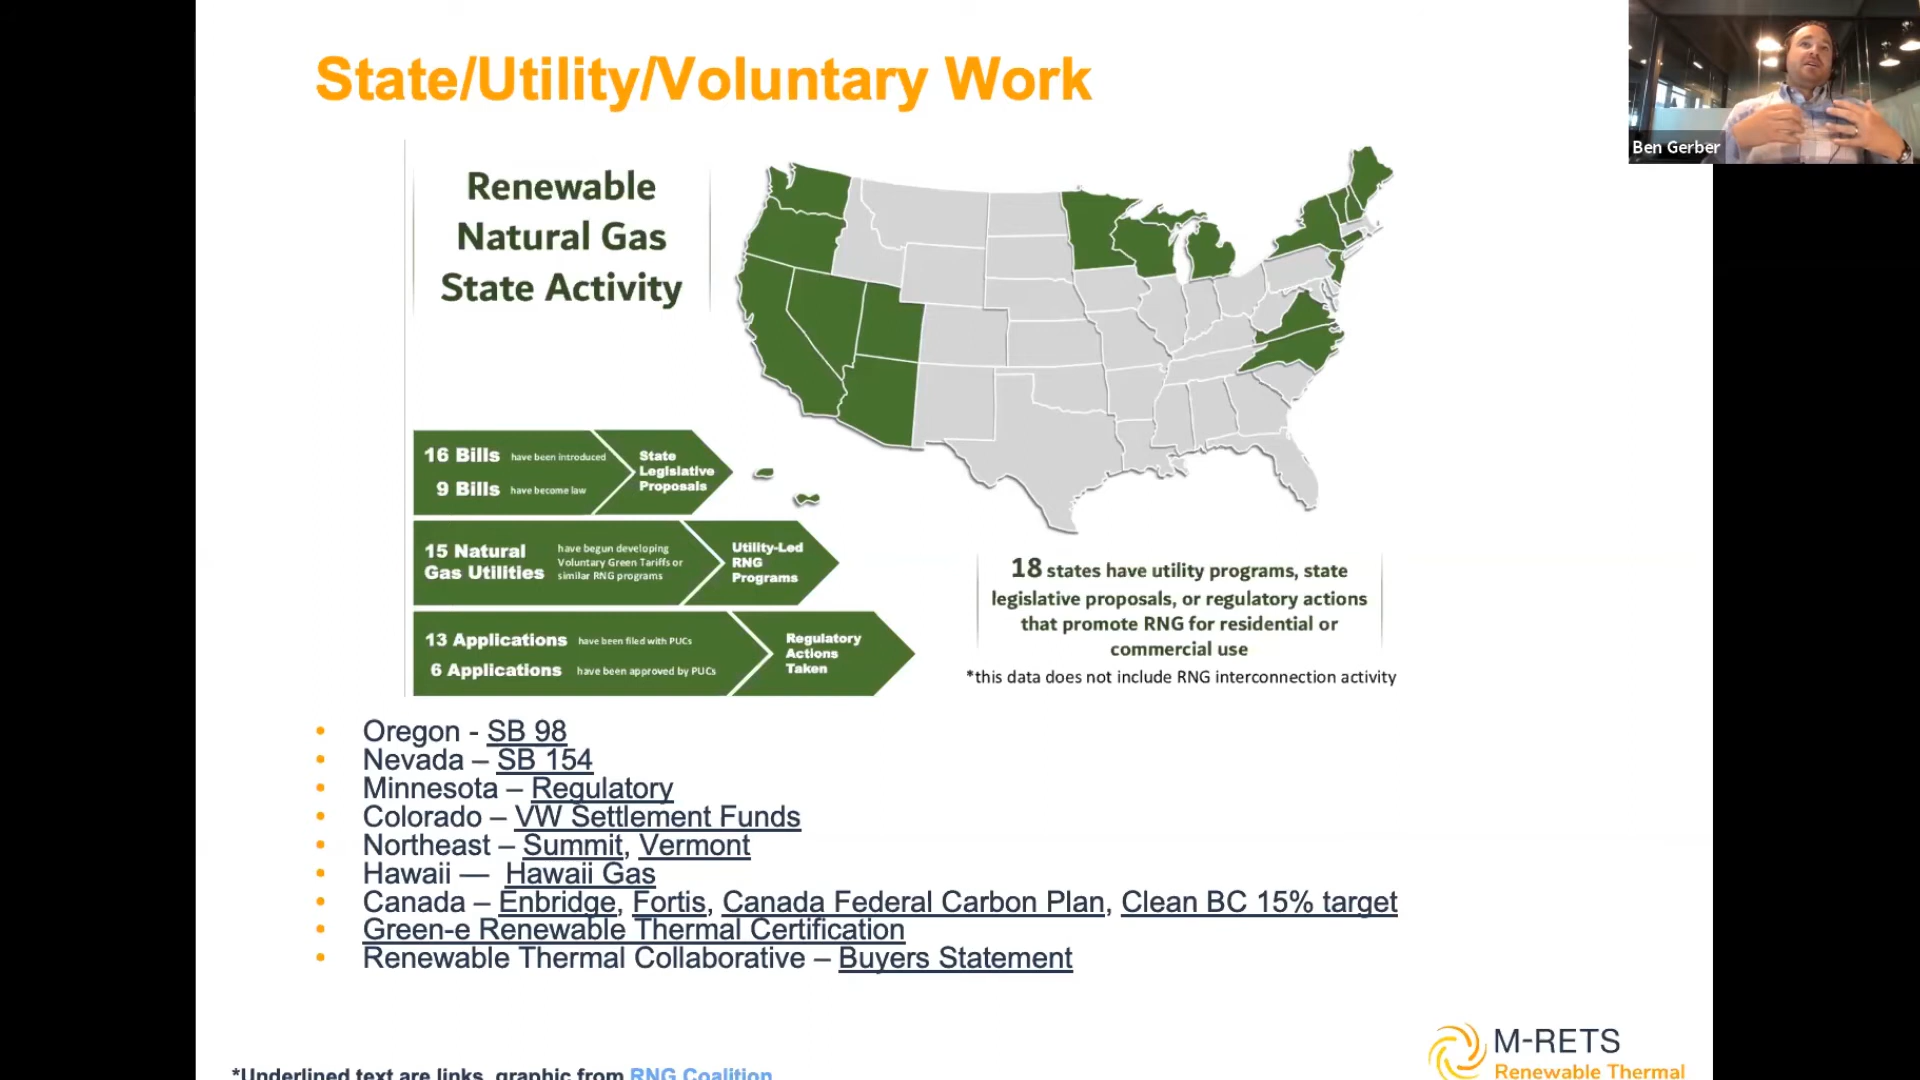 State/Utility/Voluntary Work
Ben Gerber
Renewable
Natural Gas
State Activity
16 Bills have been introduced
9 Bills have become law
State
Legislative
Proposals
15 Natural
Gas Utilities
have begun developing
Voluntary Green Tariffs or
similar RNG programs
Utility-Led
RNG
Programs
13 Applications have been filed with PUCs
6 Applications have been approved by PUCs
Regulatory
Actions
Taken
18 states have utility programs, state
legislative proposals, or regulatory actions
that promote RNG for residential or
commercial use
*this data does not include RNG interconnection activity
• Oregon - SB 98
• Nevada – SB 154
• Minnesota – Regulatory
• Colorado – VW Settlement Funds
• Northeast – Summit, Vermont
• Hawaii — Hawaii Gas
• Canada – Enbridge, Fortis, Canada Federal Carbon Plan, Clean BC 15% target
• Green-e Renewable Thermal Certification
• Renewable Thermal Collaborative – Buyers Statement
*Underlined text are links, graphic from RNG Coalition
M-RETS
Renewable Thermal